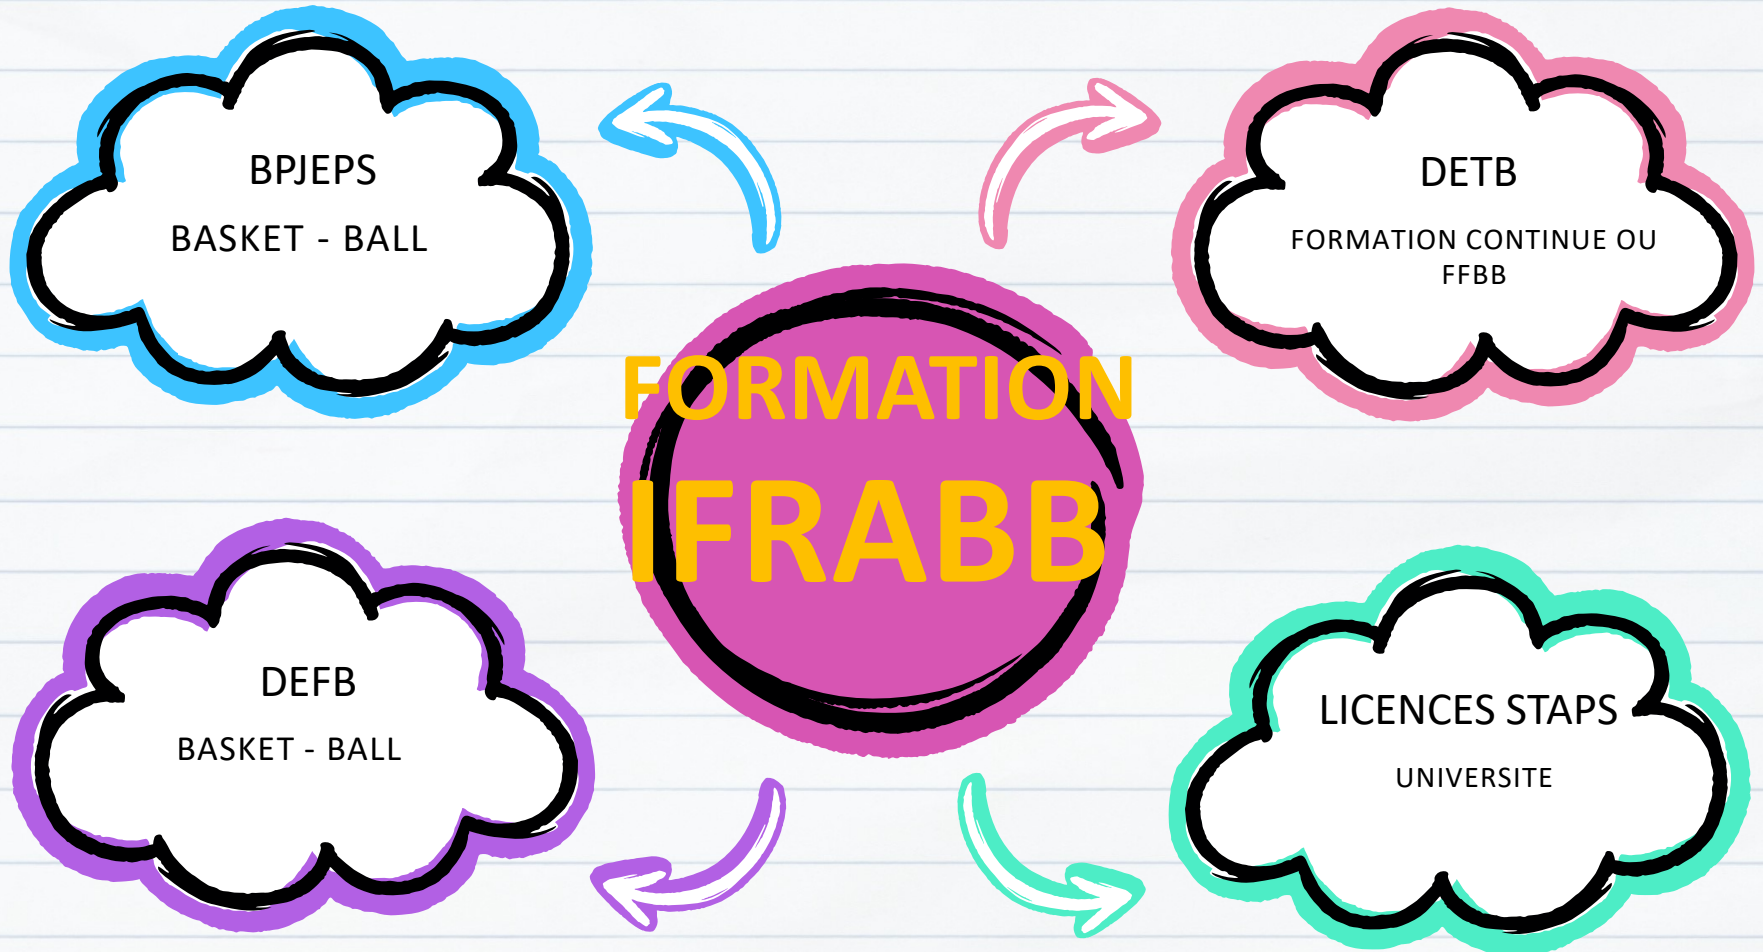 BPJEPS
BASKET - BALL
DETB
FORMATION CONTINUE OU
FFBB
FORMATION
IFRABB
DEFB
BASKET - BALL
LICENCES STAPS
UNIVERSITE